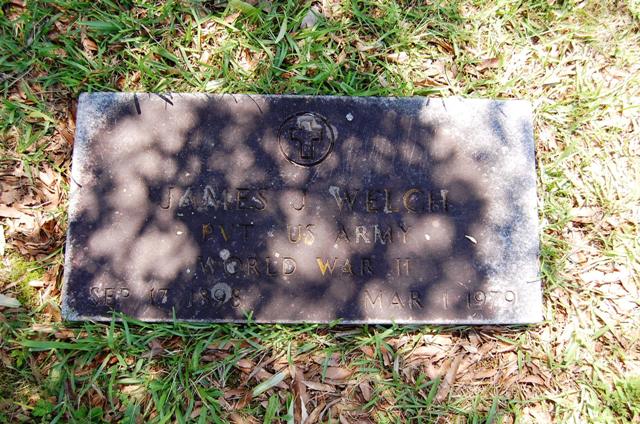 JAMES J WELCH
PVT US ARMY
WORLD WAR II
SEP 17 1898 MAR 1 1979